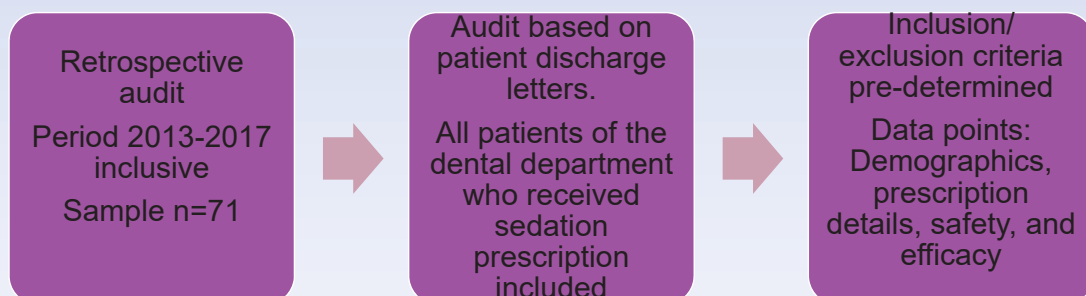 Retrospective
audit
Period 2013-2017
inclusive
Sample n=71
Audit based on
patient discharge
letters.
All patients of the
dental department
who received
sedation
prescription
included
Inclusion/
exclusion criteria
pre-determined
Data points:
Demographics,
prescription
details, safety, and
efficacy